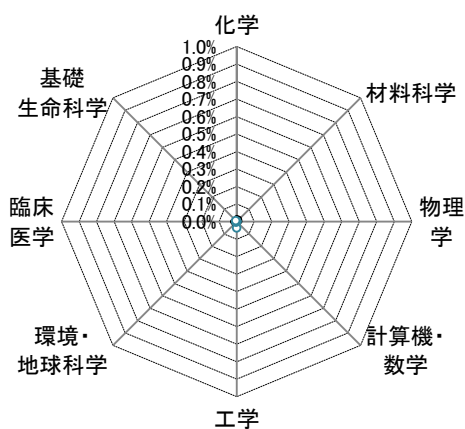 化学
1.0%
0.9%
0.8%
0.7%
0.6%
0.5%
0.4%
0.3%
0.2%
0.1%
0.0%
材料科学
物理
学
計算機・
数学
工学
環境・
地球科学
臨床
医学
基礎
生命科学